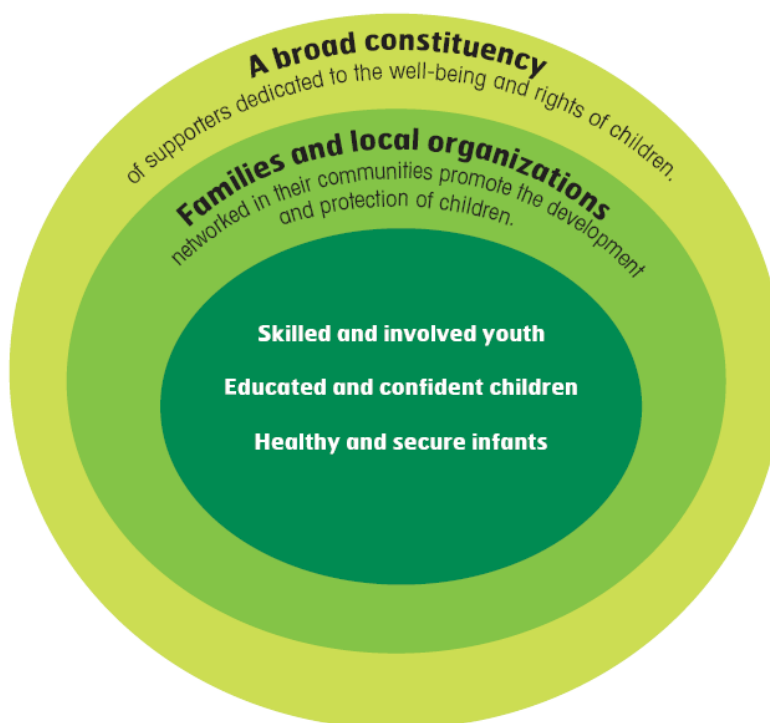 A broad constituency
of supporters dedicated to the well-being and rights of children.
Families and local organizations
networked in their communities promote the development
and protection of children.
Skilled and involved youth
Educated and confident children
Healthy and secure infants